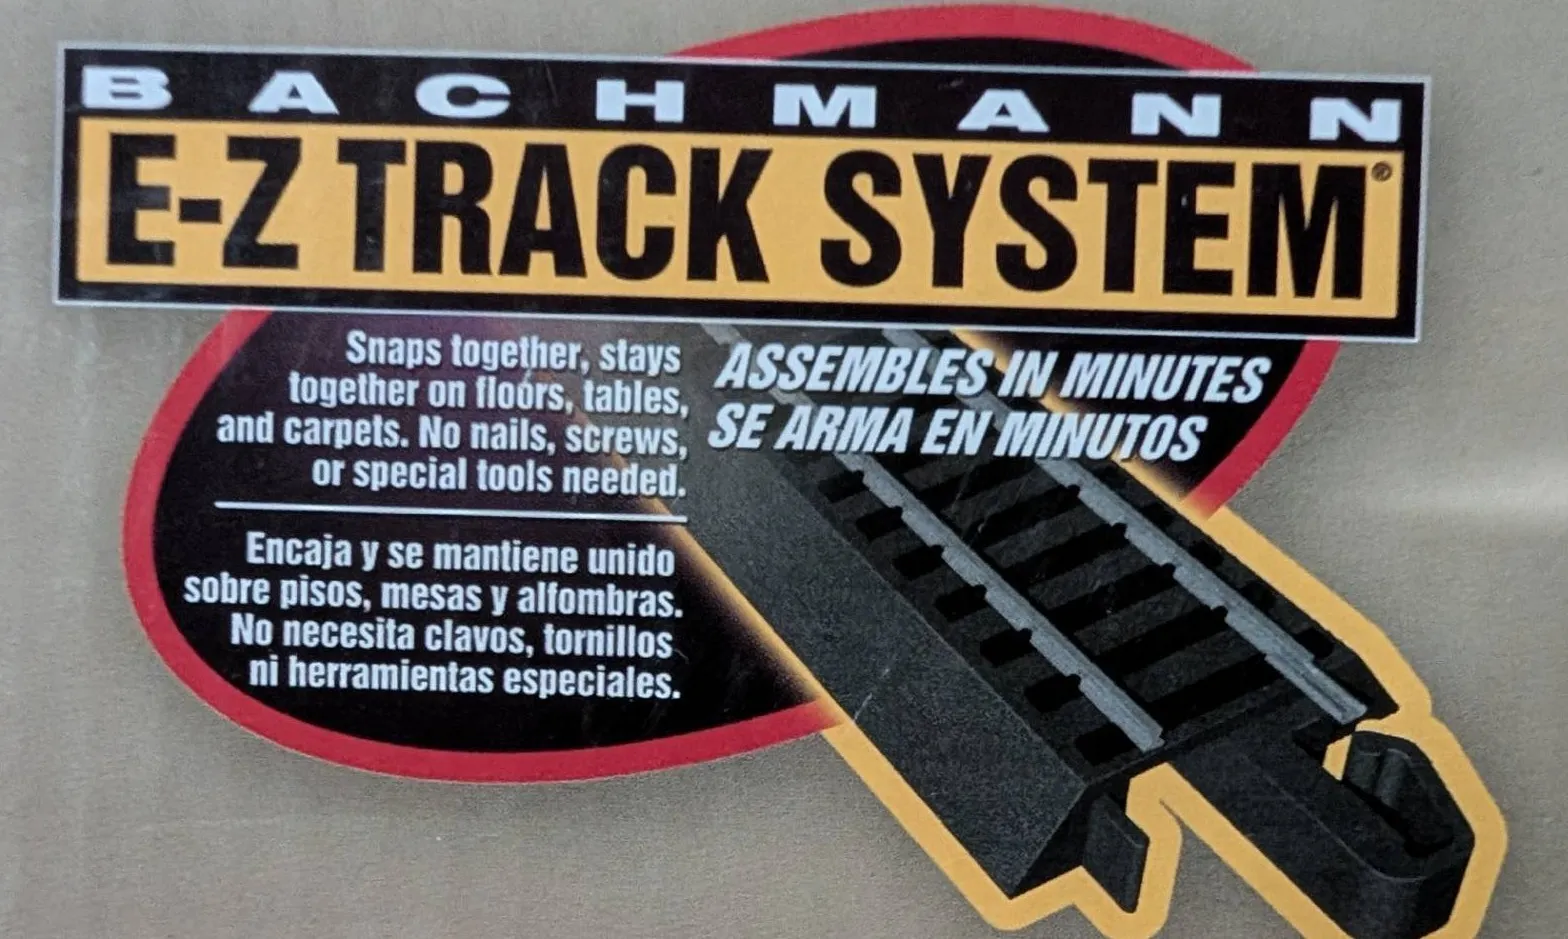 BACHMANN
E-Z TRACK SYSTEM®
Snaps together, stays
together on floors, tables,
and carpets. No nails, screws,
or special tools needed.
Encaja y se mantiene unido
sobre pisos, mesas y alfombras.
No necesita clavos, tornillos
ni herramientas especiales.
ASSEMBLES IN MINUTES
SE ARMA EN MINUTOS